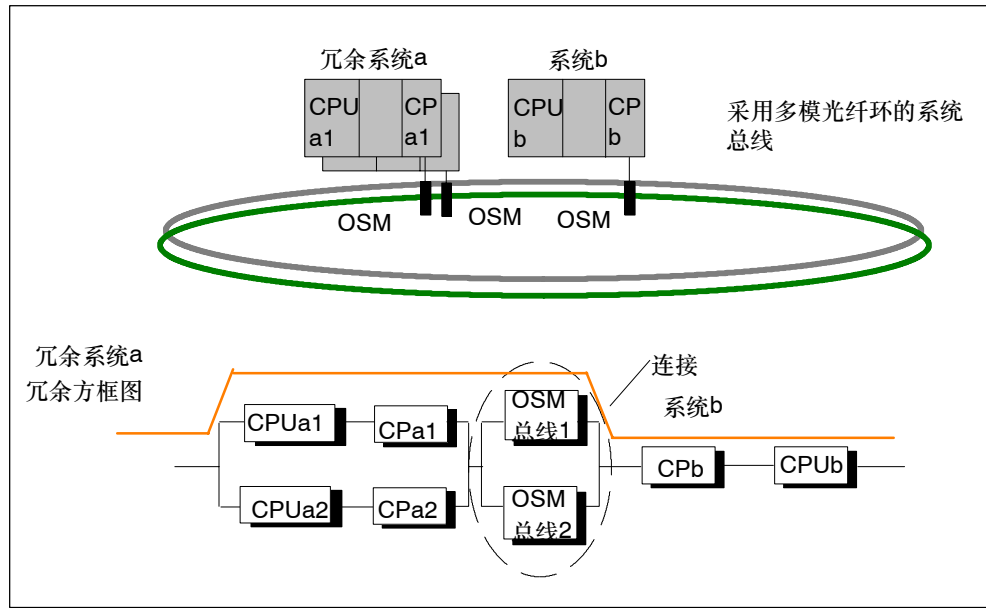 冗余系统a
系统b
CPU
a1
CP
a1
CPU
b
CP
b
采用多模光纤环的系统
总线
OSM
OSM
OSM
冗余系统a
冗余方框图
连接
系统b
CPUa1
CPa1
OSM
总线1
CPb
CPUb
CPUa2
CPa2
OSM
总线2